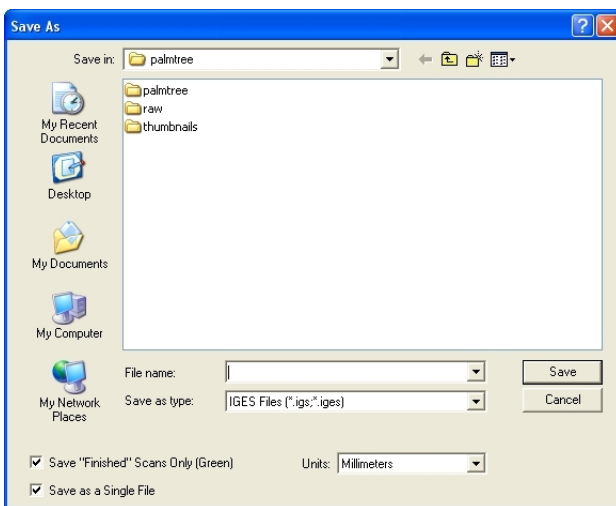 Save As
Save in: palmtree
palmtree
raw
thumbnails
My Recent
Documents
Desktop
My Documents
My Computer
My Network
Places
File name:
Save
Save as type: IGES Files (*.igs;*.iges)
Cancel
Save "Finished" Scans Only (Green)
Units: Millimeters
Save as a Single File